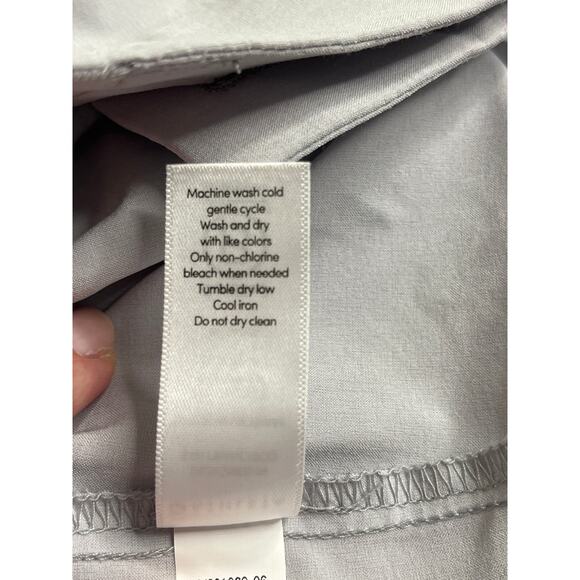 Machine wash cold
gentle cycle
Wash and dry
with like colors
Only non-chlorine
bleach when needed
Tumble dry low
Cool iron
Do not dry clean